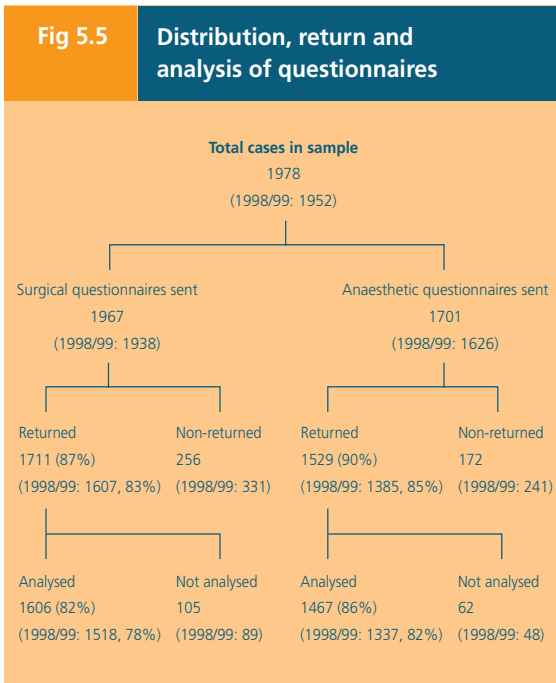 Fig 5.5
Distribution, return and
analysis of questionnaires
Total cases in sample
1978
(1998/99: 1952)
Surgical questionnaires sent
1967
(1998/99: 1938)
Anaesthetic questionnaires sent
1701
(1998/99: 1626)
Returned
1711 (87%)
(1998/99: 1607, 83%)
Non-returned
256
(1998/99: 331)
Returned
1529 (90%)
(1998/99: 1385, 85%)
Non-returned
172
(1998/99: 241)
Analysed
1606 (82%)
(1998/99: 1518, 78%)
Not analysed
105
(1998/99: 89)
Analysed
1467 (86%)
(1998/99: 1337, 82%)
Not analysed
62
(1998/99: 48)